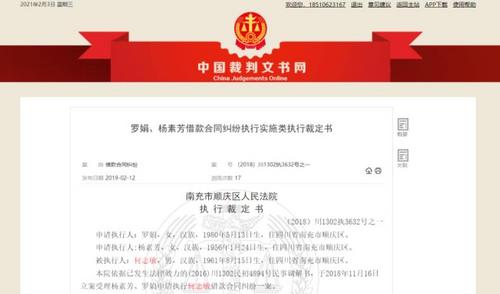 2021年2月3日 星期三
欢迎您，18510623167 退出 意见建议 返回主站 APP下载 使用帮助
中国裁判文书网
China Judgements Online
罗娟、杨素芳借款合同纠纷执行实施类执行裁定书
案 由 借款合同纠纷
案 号 （2018）川1302执3632号之一
发布日期 2019-02-12
浏览次数 17
南充市顺庆区人民法院
执 行 裁 定 书
（2018）川1302执3632号之一
申请执行人：罗娟，女，汉族，1980年5月13日生，住四川省南充市顺庆区。
申请执行人:杨素芳，女，汉族，1956年1月24日生，住四川省南充市顺庆区。
被执行人：何志敏，男，汉族，1961年8月15日生，住四川省南充市顺庆区。
本院依据已发生法律效力的(2016)川1302民初4894号民事调解书，于2018年11月16日
立案受理杨素芳、罗娟申请执行何志敏借款合同纠纷一案。